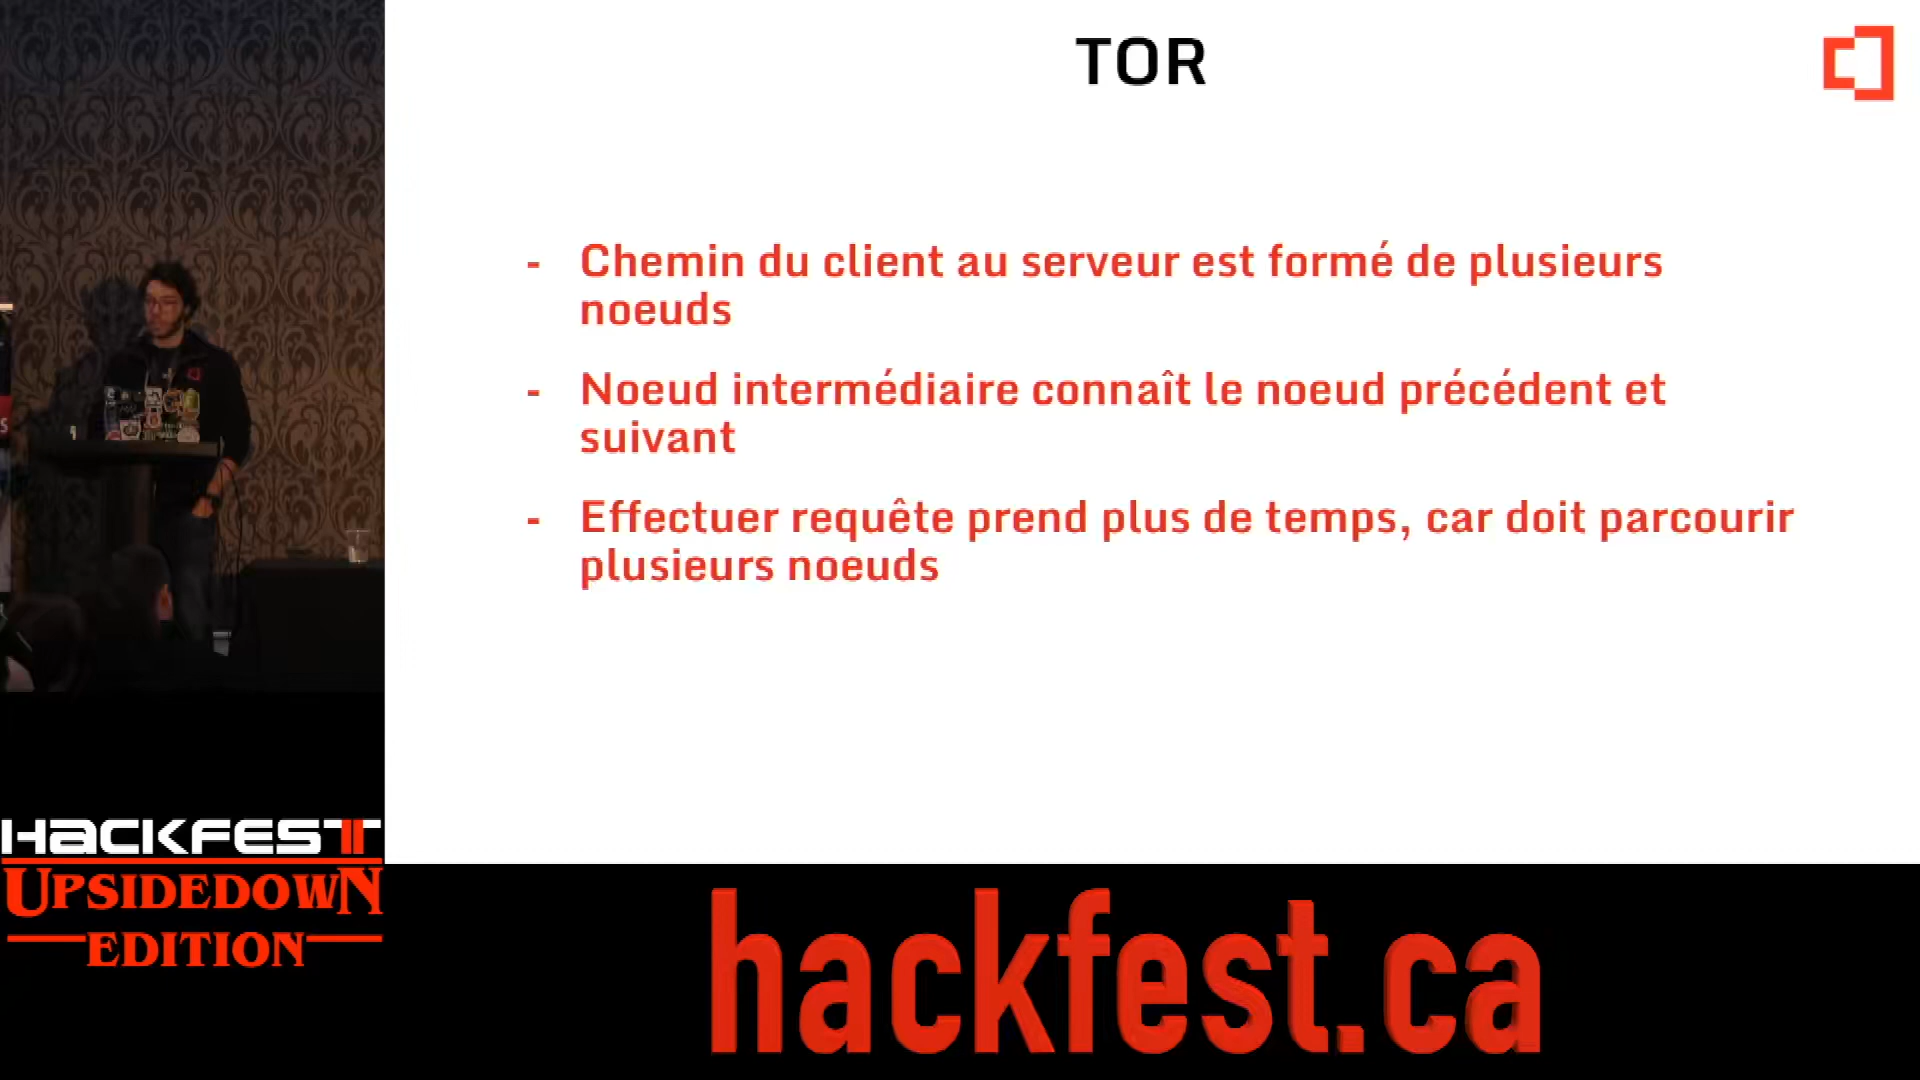 TOR
- Chemin du client au serveur est formé de plusieurs
noeuds
- Noeud intermédiaire connaît le noeud précédent et
suivant
- Effectuer requête prend plus de temps, car doit parcourir
plusieurs noeuds
HACKFEST
UPSIDEDOWN
EDITION
hackfest.ca